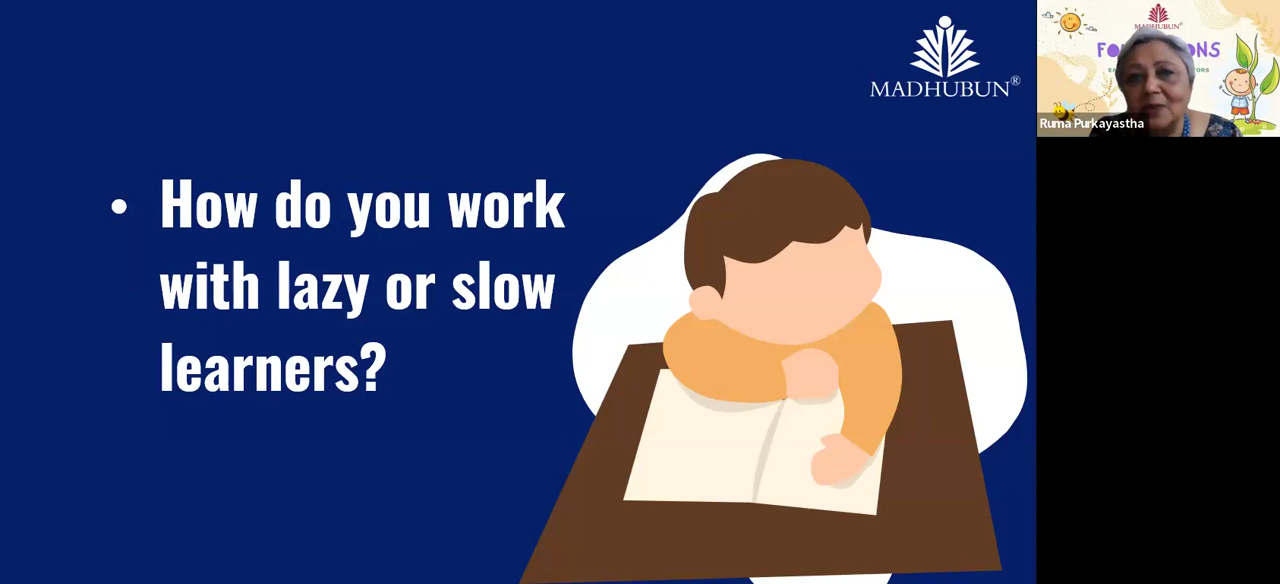 MADHUBUN®
• How do you work
with lazy or slow
learners?
MADHUBUN
Ruma Purkayastha